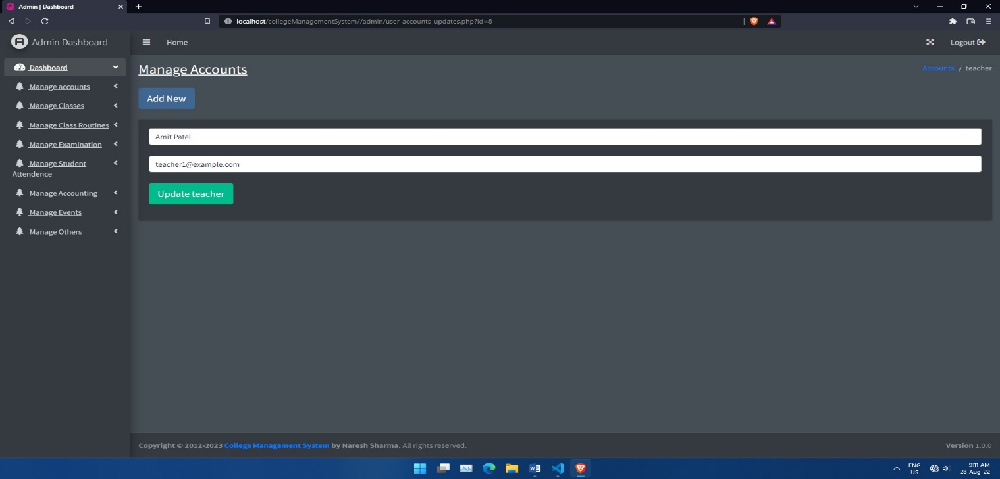 Admin | Dashboard
localhost/collegeManagementSystem//admin/user_accounts_updates.php?id=8
Admin Dashboard
Home
Logout
Dashboard
Manage accounts
Manage Classes
Manage Class Routines
Manage Examination
Manage Student
Attendence
Manage Accounting
Manage Events
Manage Others
Manage Accounts
Accounts / teacher
Add New
Amit Patel
teacher1@example.com
Update teacher
Copyright © 2012-2023 College Management System by Naresh Sharma. All rights reserved.
Version 1.0.0
ENG
US
9:11 AM
28-Aug-22